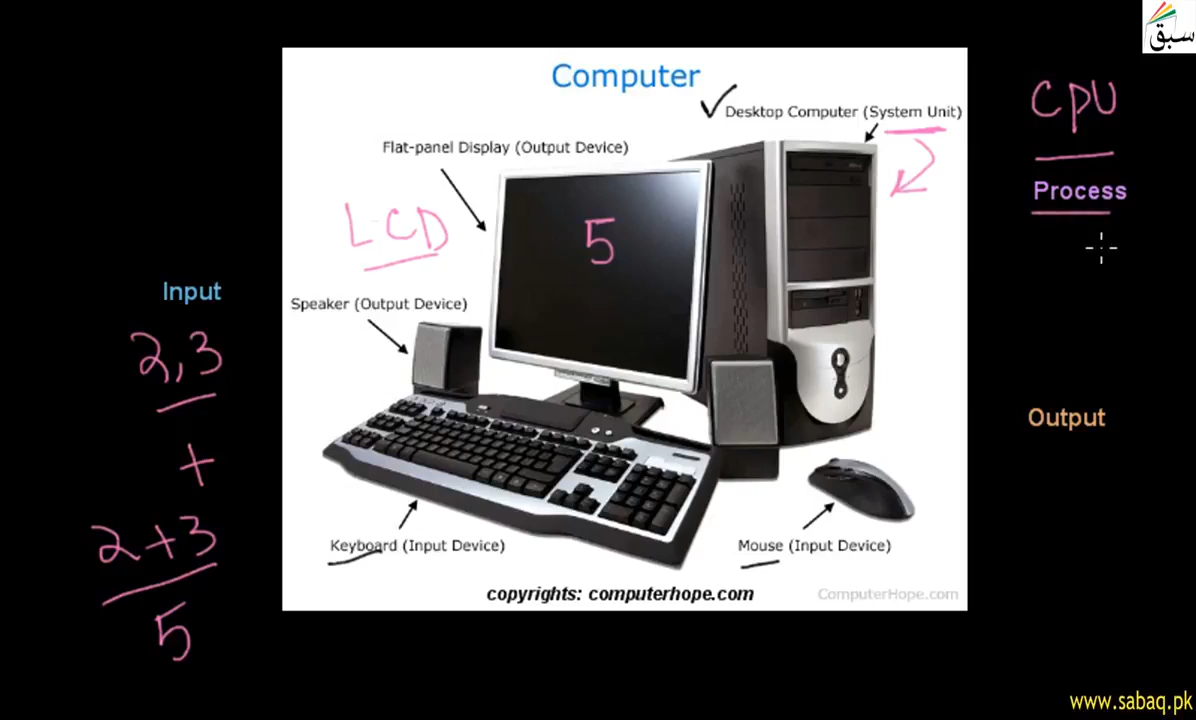 سبق
Computer
CPU
Desktop Computer (System Unit)
Flat-panel Display (Output Device)
Process
LCD
5
Input
Speaker (Output Device)
2,3
Output
+
2+3
Keyboard (Input Device)
Mouse (Input Device)
5
copyrights: computerhope.com
ComputerHope.com
www.sabaq.pk